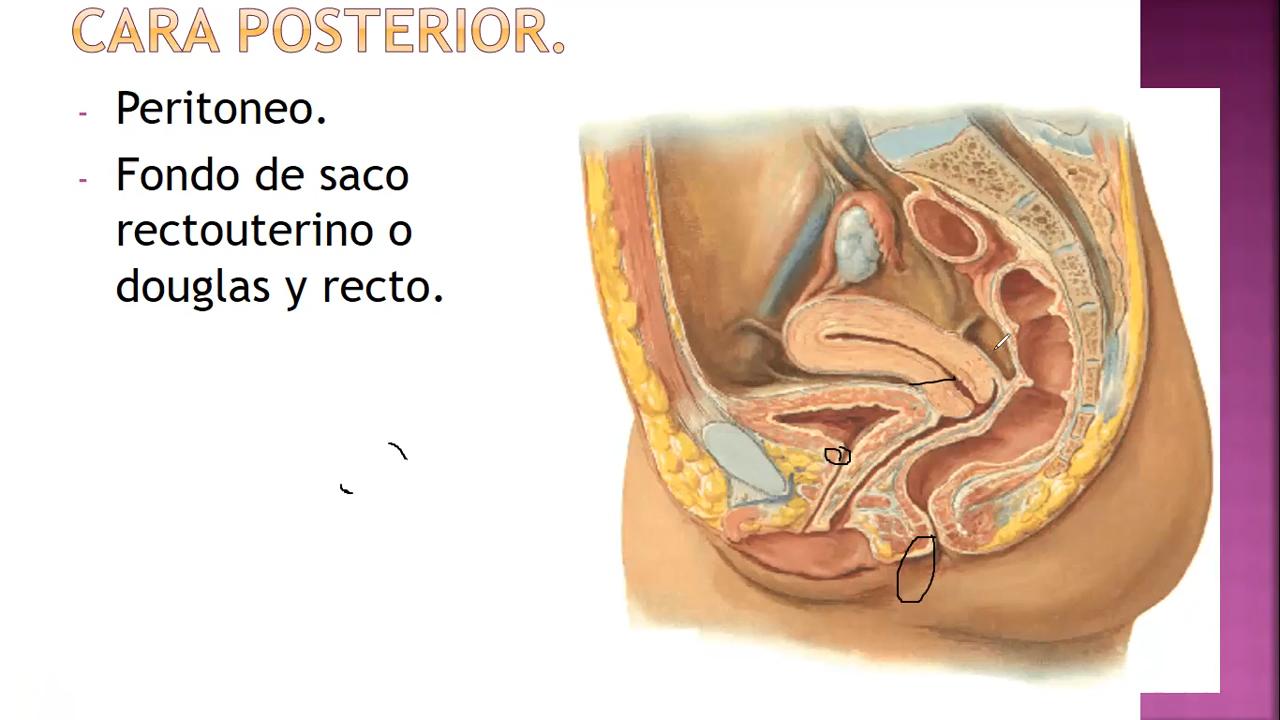 CARA POSTERIOR.
- Peritoneo.
- Fondo de saco
rectouterino o
douglas y recto.